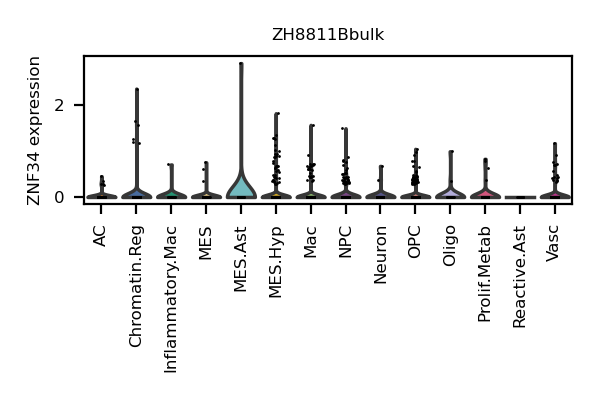 ZH8811Bbulk
ZNF34 expression
2
0
AC
Chromatin.Reg
Inflammatory.Mac
MES
MES.Ast
MES.Hyp
Mac
NPC
Neuron
OPC
Oligo
Prolif.Metab
Reactive.Ast
Vasc